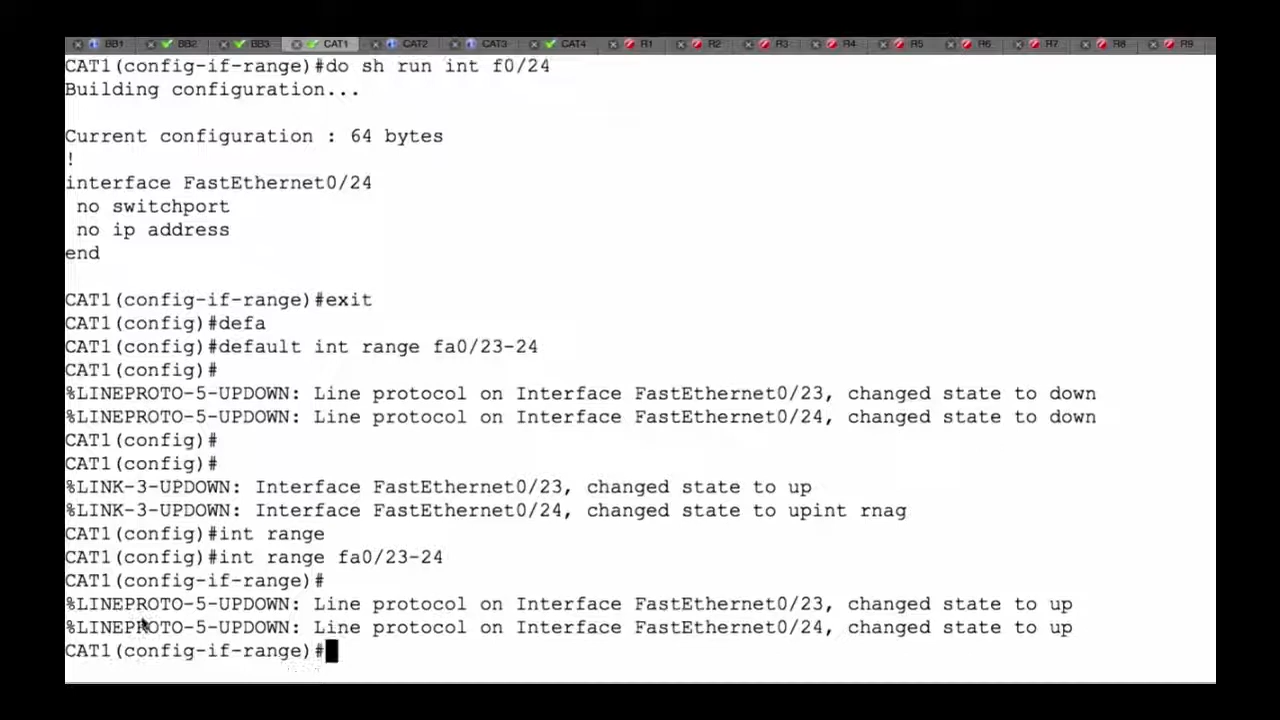 BB1 BB2 BB3 CAT1 CAT2 CAT3 CAT4 R1 R2 R3 R4 R5 R6 R7 R8 R9
CAT1(config-if-range)#do sh run int f0/24
Building configuration...
Current configuration : 64 bytes
!
interface FastEthernet0/24
no switchport
no ip address
end
CAT1(config-if-range)#exit
CAT1(config)#defa
CAT1(config)#default int range fa0/23-24
CAT1(config)#
%LINEPROTO-5-UPDOWN: Line protocol on Interface FastEthernet0/23, changed state to down
%LINEPROTO-5-UPDOWN: Line protocol on Interface FastEthernet0/24, changed state to down
CAT1(config)#
CAT1(config)#
%LINK-3-UPDOWN: Interface FastEthernet0/23, changed state to up
%LINK-3-UPDOWN: Interface FastEthernet0/24, changed state to upint rnag
CAT1(config)#int range
CAT1(config)#int range fa0/23-24
CAT1(config-if-range)#
%LINEPROTO-5-UPDOWN: Line protocol on Interface FastEthernet0/23, changed state to up
%LINEPROTO-5-UPDOWN: Line protocol on Interface FastEthernet0/24, changed state to up
CAT1(config-if-range)#